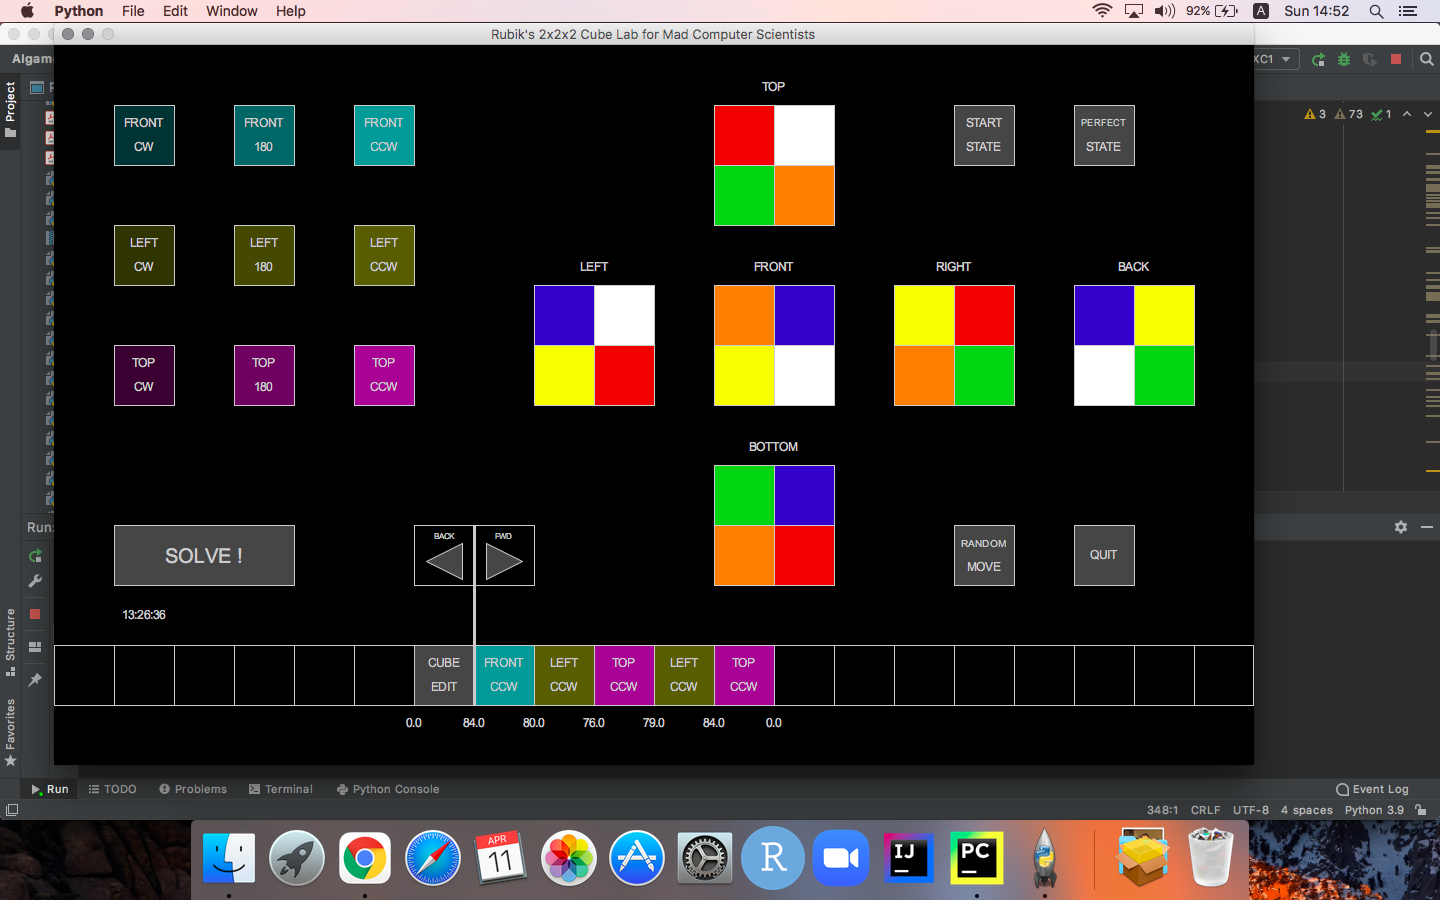 Python File Edit Window Help 92% A Sun 14:52
Rubik's 2x2x2 Cube Lab for Mad Computer Scientists
Algam
XC1
Project
3 73 1
TOP
FRONT CW
FRONT 180
FRONT CCW
START STATE
PERFECT STATE
LEFT CW
LEFT 180
LEFT CCW
LEFT
FRONT
RIGHT
BACK
TOP CW
TOP 180
TOP CCW
BOTTOM
Run:
SOLVE !
BACK
FWD
RANDOM MOVE
QUIT
13:26:36
CUBE EDIT
FRONT CCW
LEFT CCW
TOP CCW
LEFT CCW
TOP CCW
0.0 84.0 80.0 76.0 79.0 84.0 0.0
Structure
Favorites
Run TODO Problems Terminal Python Console Event Log
348:1 CRLF UTF-8 4 spaces Python 3.9
APR
11
R
IJ
PC